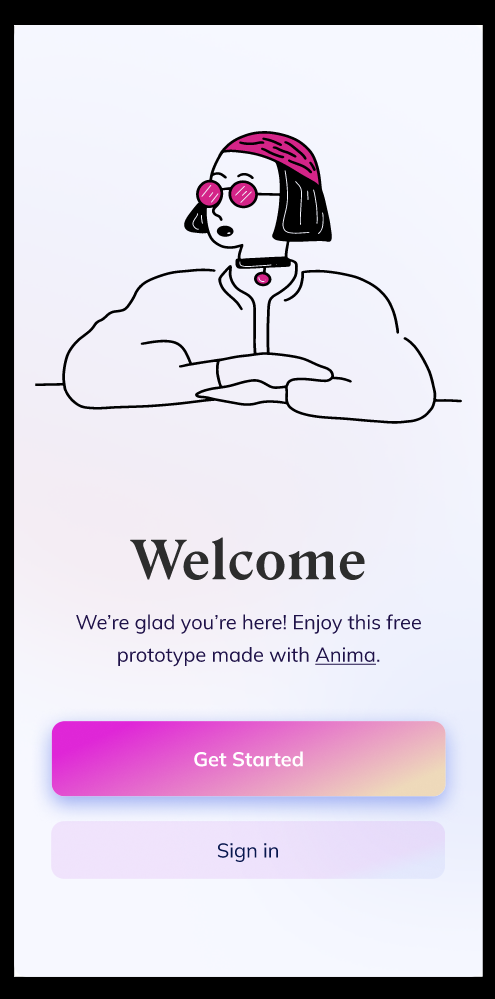 Welcome
We’re glad you’re here! Enjoy this free
prototype made with Anima.
Get Started
Sign in